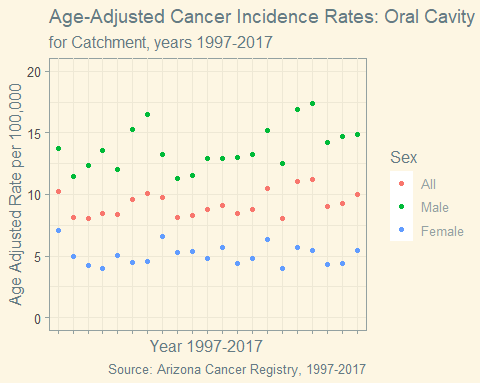 Age-Adjusted Cancer Incidence Rates: Oral Cavity
for Catchment, years 1997-2017
Age Adjusted Rate per 100,000
20
15
10
5
0
Sex
All
Male
Female
Year 1997-2017
Source: Arizona Cancer Registry, 1997-2017